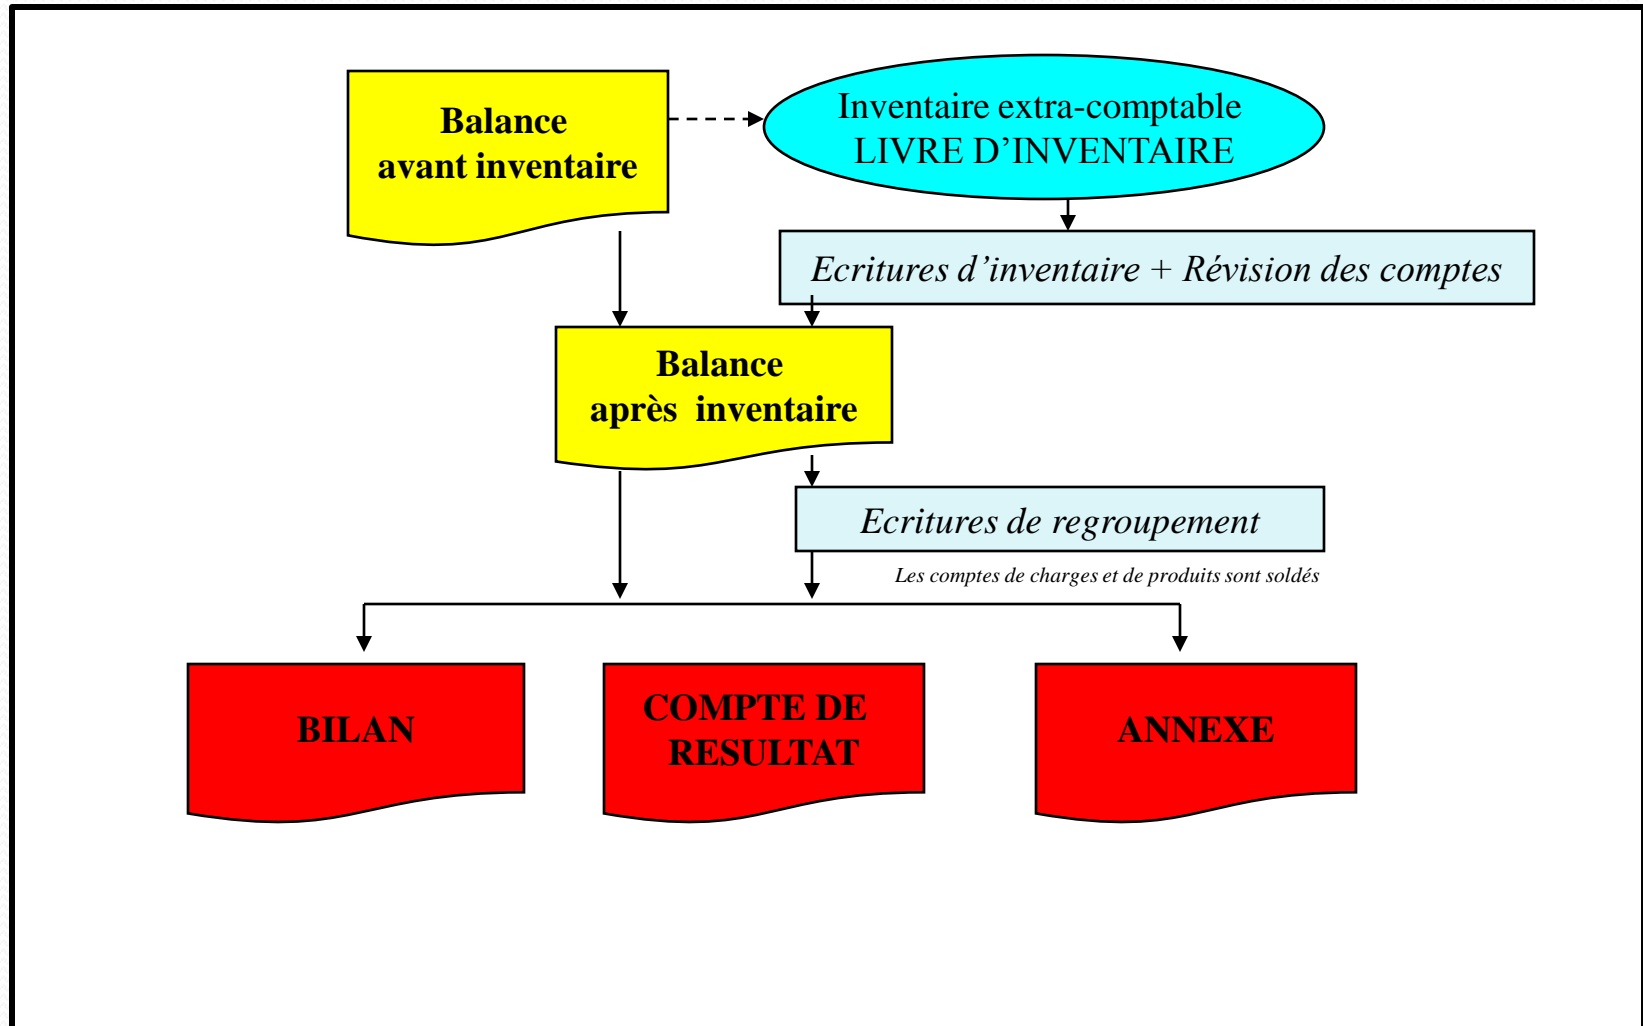 Balance
avant inventaire
Inventaire extra-comptable
LIVRE D’INVENTAIRE
Ecritures d’inventaire + Révision des comptes
Balance
après  inventaire
Ecritures de regroupement
Les comptes de charges et de produits sont soldés
BILAN
COMPTE DE
RESULTAT
ANNEXE